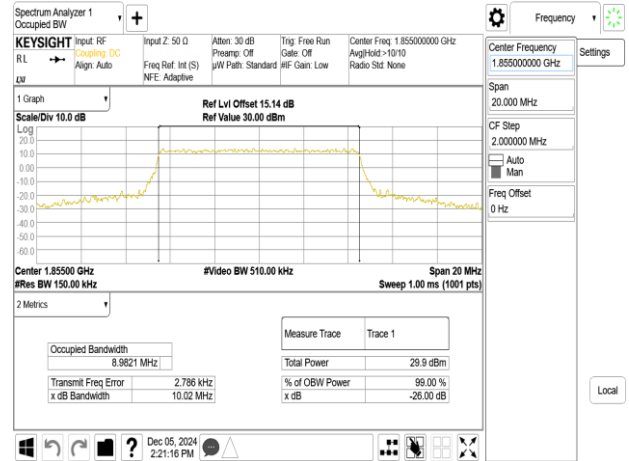 Spectrum Analyzer 1
Occupied BW
KEYSIGHT
RL
LXI
Input: RF
Coupling: DC
Align: Auto
Input Z: 50 Ω
Freq Ref: Int (S)
NFE: Adaptive
Atten: 30 dB
Preamp: Off
µW Path: Standard
Trig: Free Run
Gate: Off
#IF Gain: Low
Center Freq: 1.855000000 GHz
Avg|Hold:>10/10
Radio Std: None
1 Graph
Scale/Div 10.0 dB
Ref Lvl Offset 15.14 dB
Ref Value 30.00 dBm
Log
20.0
10.0
0.00
-10.0
-20.0
-30.0
-40.0
-50.0
-60.0
Center 1.85500 GHz
#Video BW 510.00 kHz
Span 20 MHz
#Res BW 150.00 kHz
Sweep 1.00 ms (1001 pts)
2 Metrics
Measure Trace Trace 1
Occupied Bandwidth
8.9821 MHz
Total Power 29.9 dBm
Transmit Freq Error 2.786 kHz
% of OBW Power 99.00 %
x dB Bandwidth 10.02 MHz
x dB -26.00 dB
?
Dec 05, 2024
2:21:16 PM
Frequency
Settings
Center Frequency
1.855000000 GHz
Span
20.000 MHz
CF Step
2.000000 MHz
Auto
Man
Freq Offset
0 Hz
Local